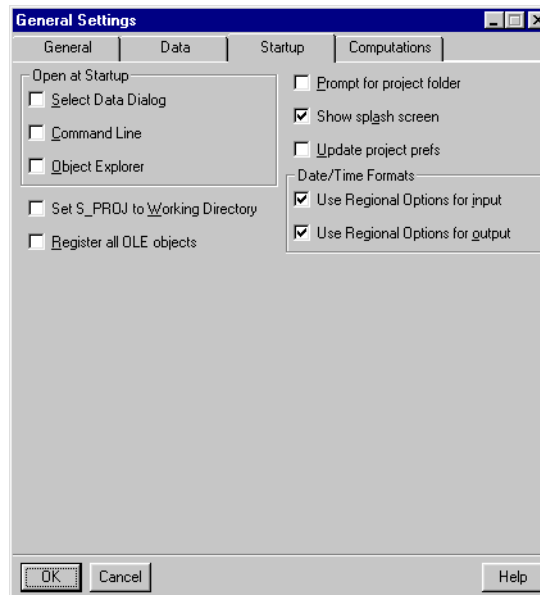 General Settings
General Data Startup Computations
Open at Startup
Select Data Dialog
Command Line
Object Explorer
Set S_PROJ to Working Directory
Register all OLE objects
Prompt for project folder
Show splash screen
Update project prefs
Date/Time Formats
Use Regional Options for input
Use Regional Options for output
OK Cancel Help